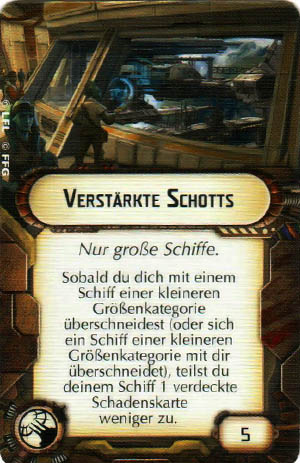 © LFL © FFG
VERSTÄRKTE SCHOTTS
Nur große Schiffe.
Sobald du dich mit einem
Schiff einer kleineren
Größenkategorie
überschneidest (oder sich
ein Schiff einer kleineren
Größenkategorie mit dir
überschneidet), teilst du
deinem Schiff 1 verdeckte
Schadenskarte
weniger zu.
5